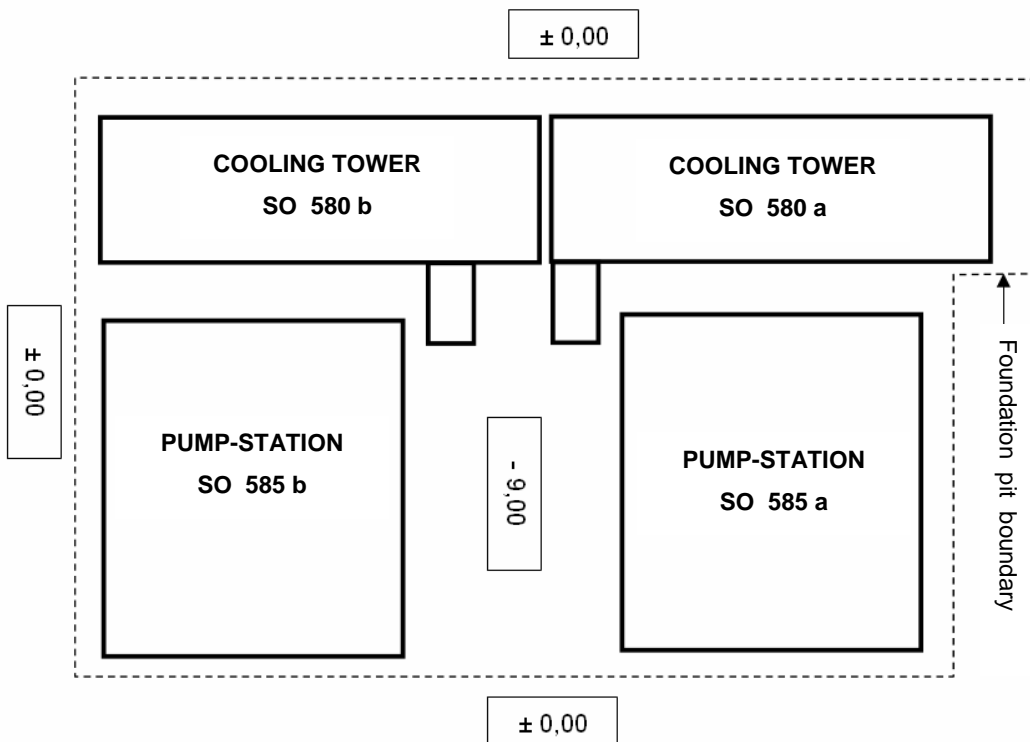 ± 0,00
COOLING TOWER
SO 580 b
COOLING TOWER
SO 580 a
± 0,00
PUMP-STATION
SO 585 b
- 9,00
PUMP-STATION
SO 585 a
Foundation pit boundary
± 0,00